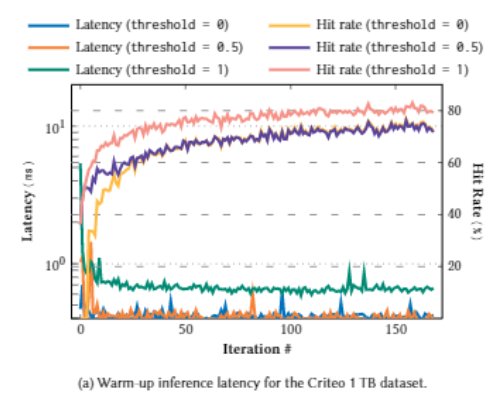 Latency (threshold = 0) Hit rate (threshold = 0)
Latency (threshold = 0.5) Hit rate (threshold = 0.5)
Latency (threshold = 1) Hit rate (threshold = 1)
10¹ 80
60
40
10⁰ 20
Latency (ms)
Hit Rate (%)
0 50 100 150
Iteration #
(a) Warm-up inference latency for the Criteo 1 TB dataset.